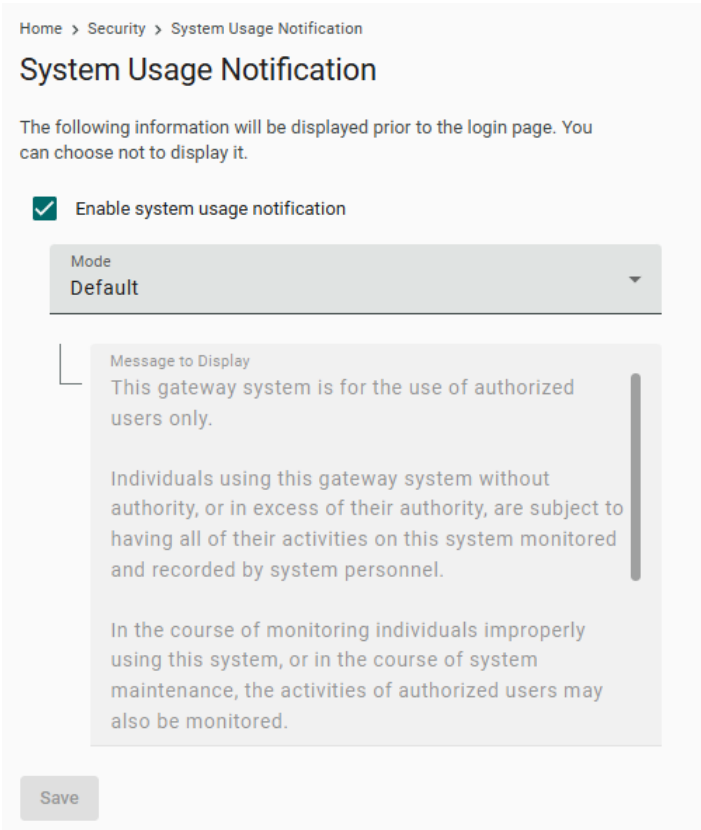 Home > Security > System Usage Notification
System Usage Notification
The following information will be displayed prior to the login page. You
can choose not to display it.
Enable system usage notification
Mode
Default
Message to Display
This gateway system is for the use of authorized
users only.
Individuals using this gateway system without
authority, or in excess of their authority, are subject to
having all of their activities on this system monitored
and recorded by system personnel.
In the course of monitoring individuals improperly
using this system, or in the course of system
maintenance, the activities of authorized users may
also be monitored.
Save